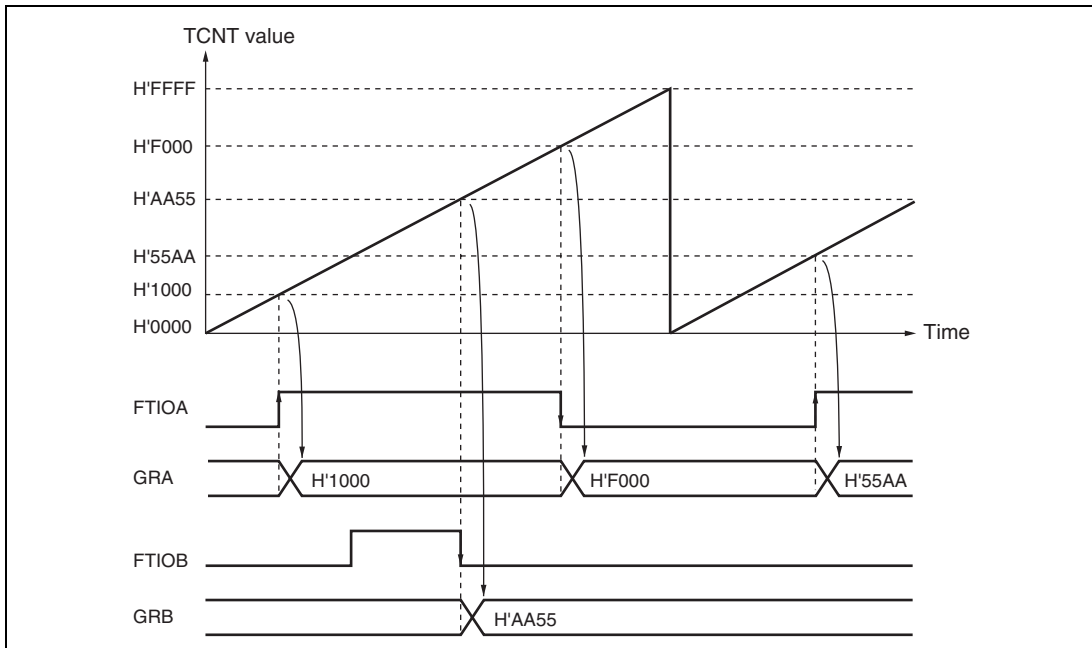 TCNT value
H'FFFF
H'F000
H'AA55
H'55AA
H'1000
H'0000
Time
FTIOA
GRA
H'1000
H'F000
H'55AA
FTIOB
GRB
H'AA55